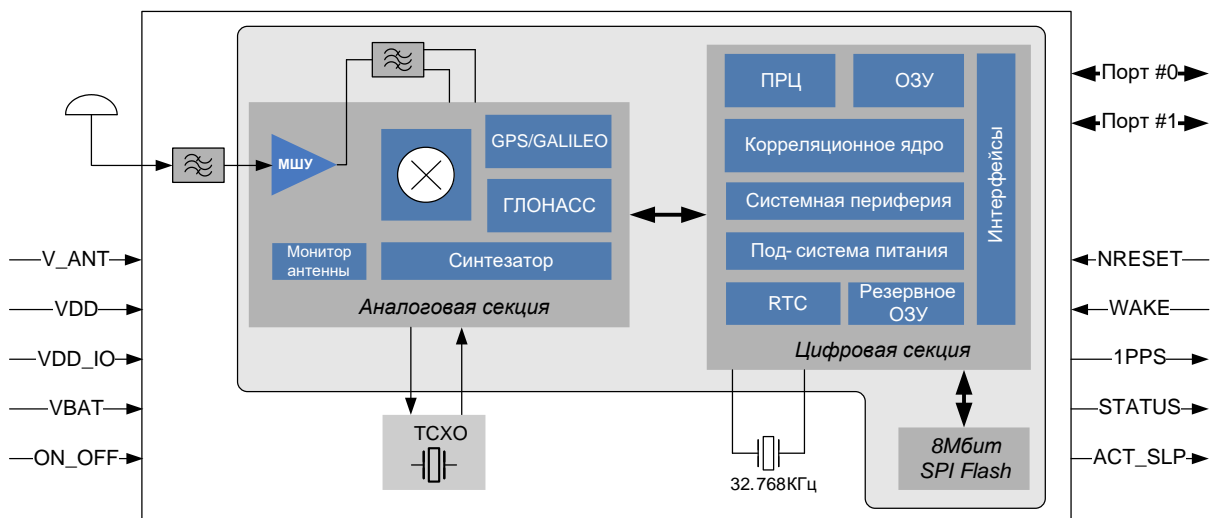 ПРЦ
ОЗУ
Порт #0
Порт #1
GPS/GALILEO
МШУ
Корреляционное ядро
Интерфейсы
ГЛОНАСС
Системная периферия
Монитор
антенны
Синтезатор
Под- система питания
V_ANT
NRESET
RTC
Резервное
ОЗУ
VDD
Аналоговая секция
WAKE
VDD_IO
Цифровая секция
1PPS
VBAT
TCXO
STATUS
ON_OFF
8Мбит
SPI Flash
ACT_SLP
32.768КГц